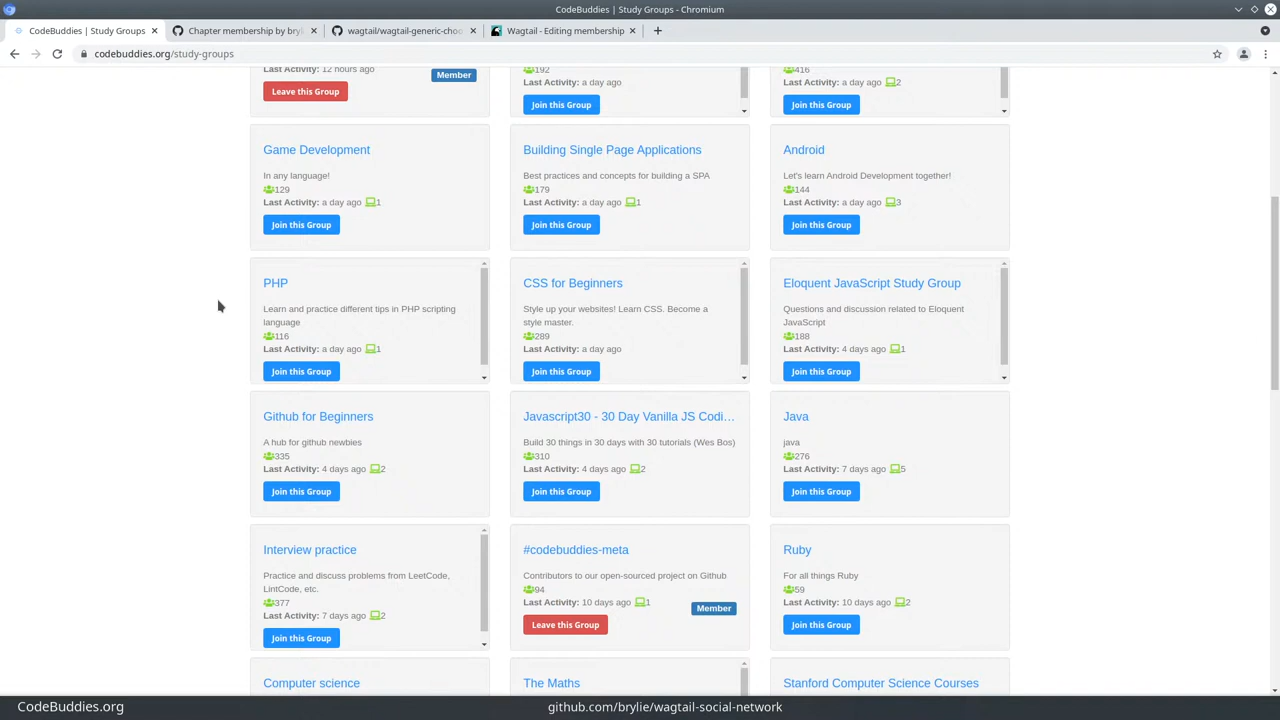 CodeBuddies | Study Groups - Chromium
CodeBuddies | Study Groups
Chapter membership by bryli
wagtail/wagtail-generic-choo
Wagtail - Editing membership
codebuddies.org/study-groups
Last Activity: 12 hours ago
Member
Leave this Group
192
Last Activity: a day ago
Join this Group
416
Last Activity: a day ago 2
Join this Group
Game Development
In any language!
129
Last Activity: a day ago 1
Join this Group
Building Single Page Applications
Best practices and concepts for building a SPA
179
Last Activity: a day ago 1
Join this Group
Android
Let's learn Android Development together!
144
Last Activity: a day ago 3
Join this Group
PHP
Learn and practice different tips in PHP scripting
language
116
Last Activity: a day ago 1
Join this Group
CSS for Beginners
Style up your websites! Learn CSS. Become a
style master.
289
Last Activity: a day ago
Join this Group
Eloquent JavaScript Study Group
Questions and discussion related to Eloquent
JavaScript
188
Last Activity: 4 days ago 1
Join this Group
Github for Beginners
A hub for github newbies
335
Last Activity: 4 days ago 2
Join this Group
Javascript30 - 30 Day Vanilla JS Codi...
Build 30 things in 30 days with 30 tutorials (Wes Bos)
310
Last Activity: 4 days ago 2
Join this Group
Java
java
276
Last Activity: 7 days ago 5
Join this Group
Interview practice
Practice and discuss problems from LeetCode,
LintCode, etc.
377
Last Activity: 7 days ago 2
Join this Group
#codebuddies-meta
Contributors to our open-sourced project on Github
94
Last Activity: 10 days ago 1
Member
Leave this Group
Ruby
For all things Ruby
59
Last Activity: 10 days ago 2
Join this Group
Computer science
The Maths
Stanford Computer Science Courses
CodeBuddies.org
github.com/brylie/wagtail-social-network